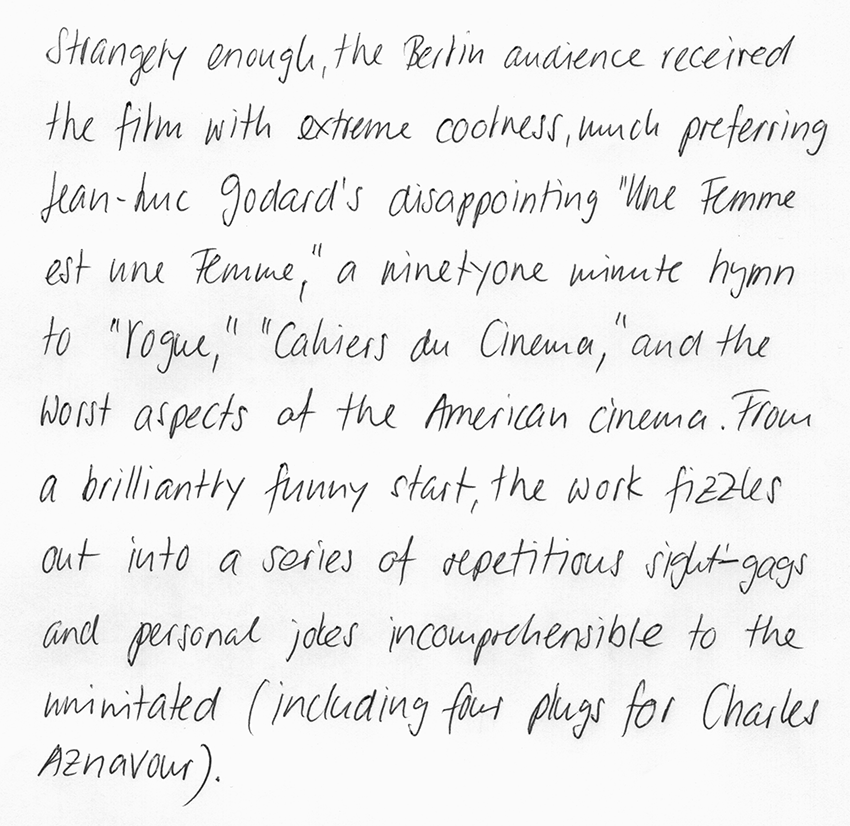 Strangely enough, the Berlin audience received
the film with extreme coolness, much preferring
Jean-Luc Godard's disappointing "Une Femme
est une Femme," a ninety-one minute hymn
to "Vogue," "Cahiers du Cinema," and the
worst aspects of the American cinema. From
a brilliantly funny start, the work fizzles
out into a series of repetitious sight-gags
and personal jokes incomprehensible to the
uninitated (including four plugs for Charles
Aznavour).